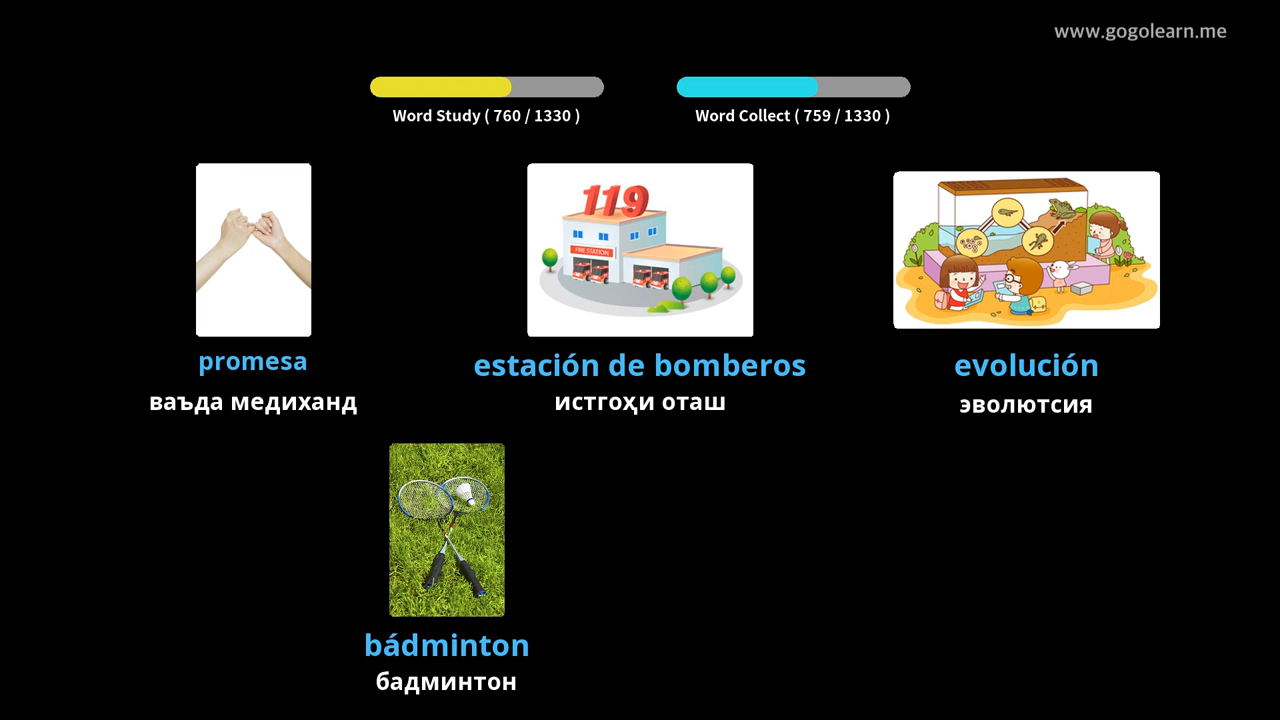 www.gogolearn.me
Word Study ( 760 / 1330 )
Word Collect ( 759 / 1330 )
119
FIRE STATION
promesa
estación de bomberos
evolución
ваъда медиханд
истгоҳи оташ
эволютсия
bádminton
бадминтон